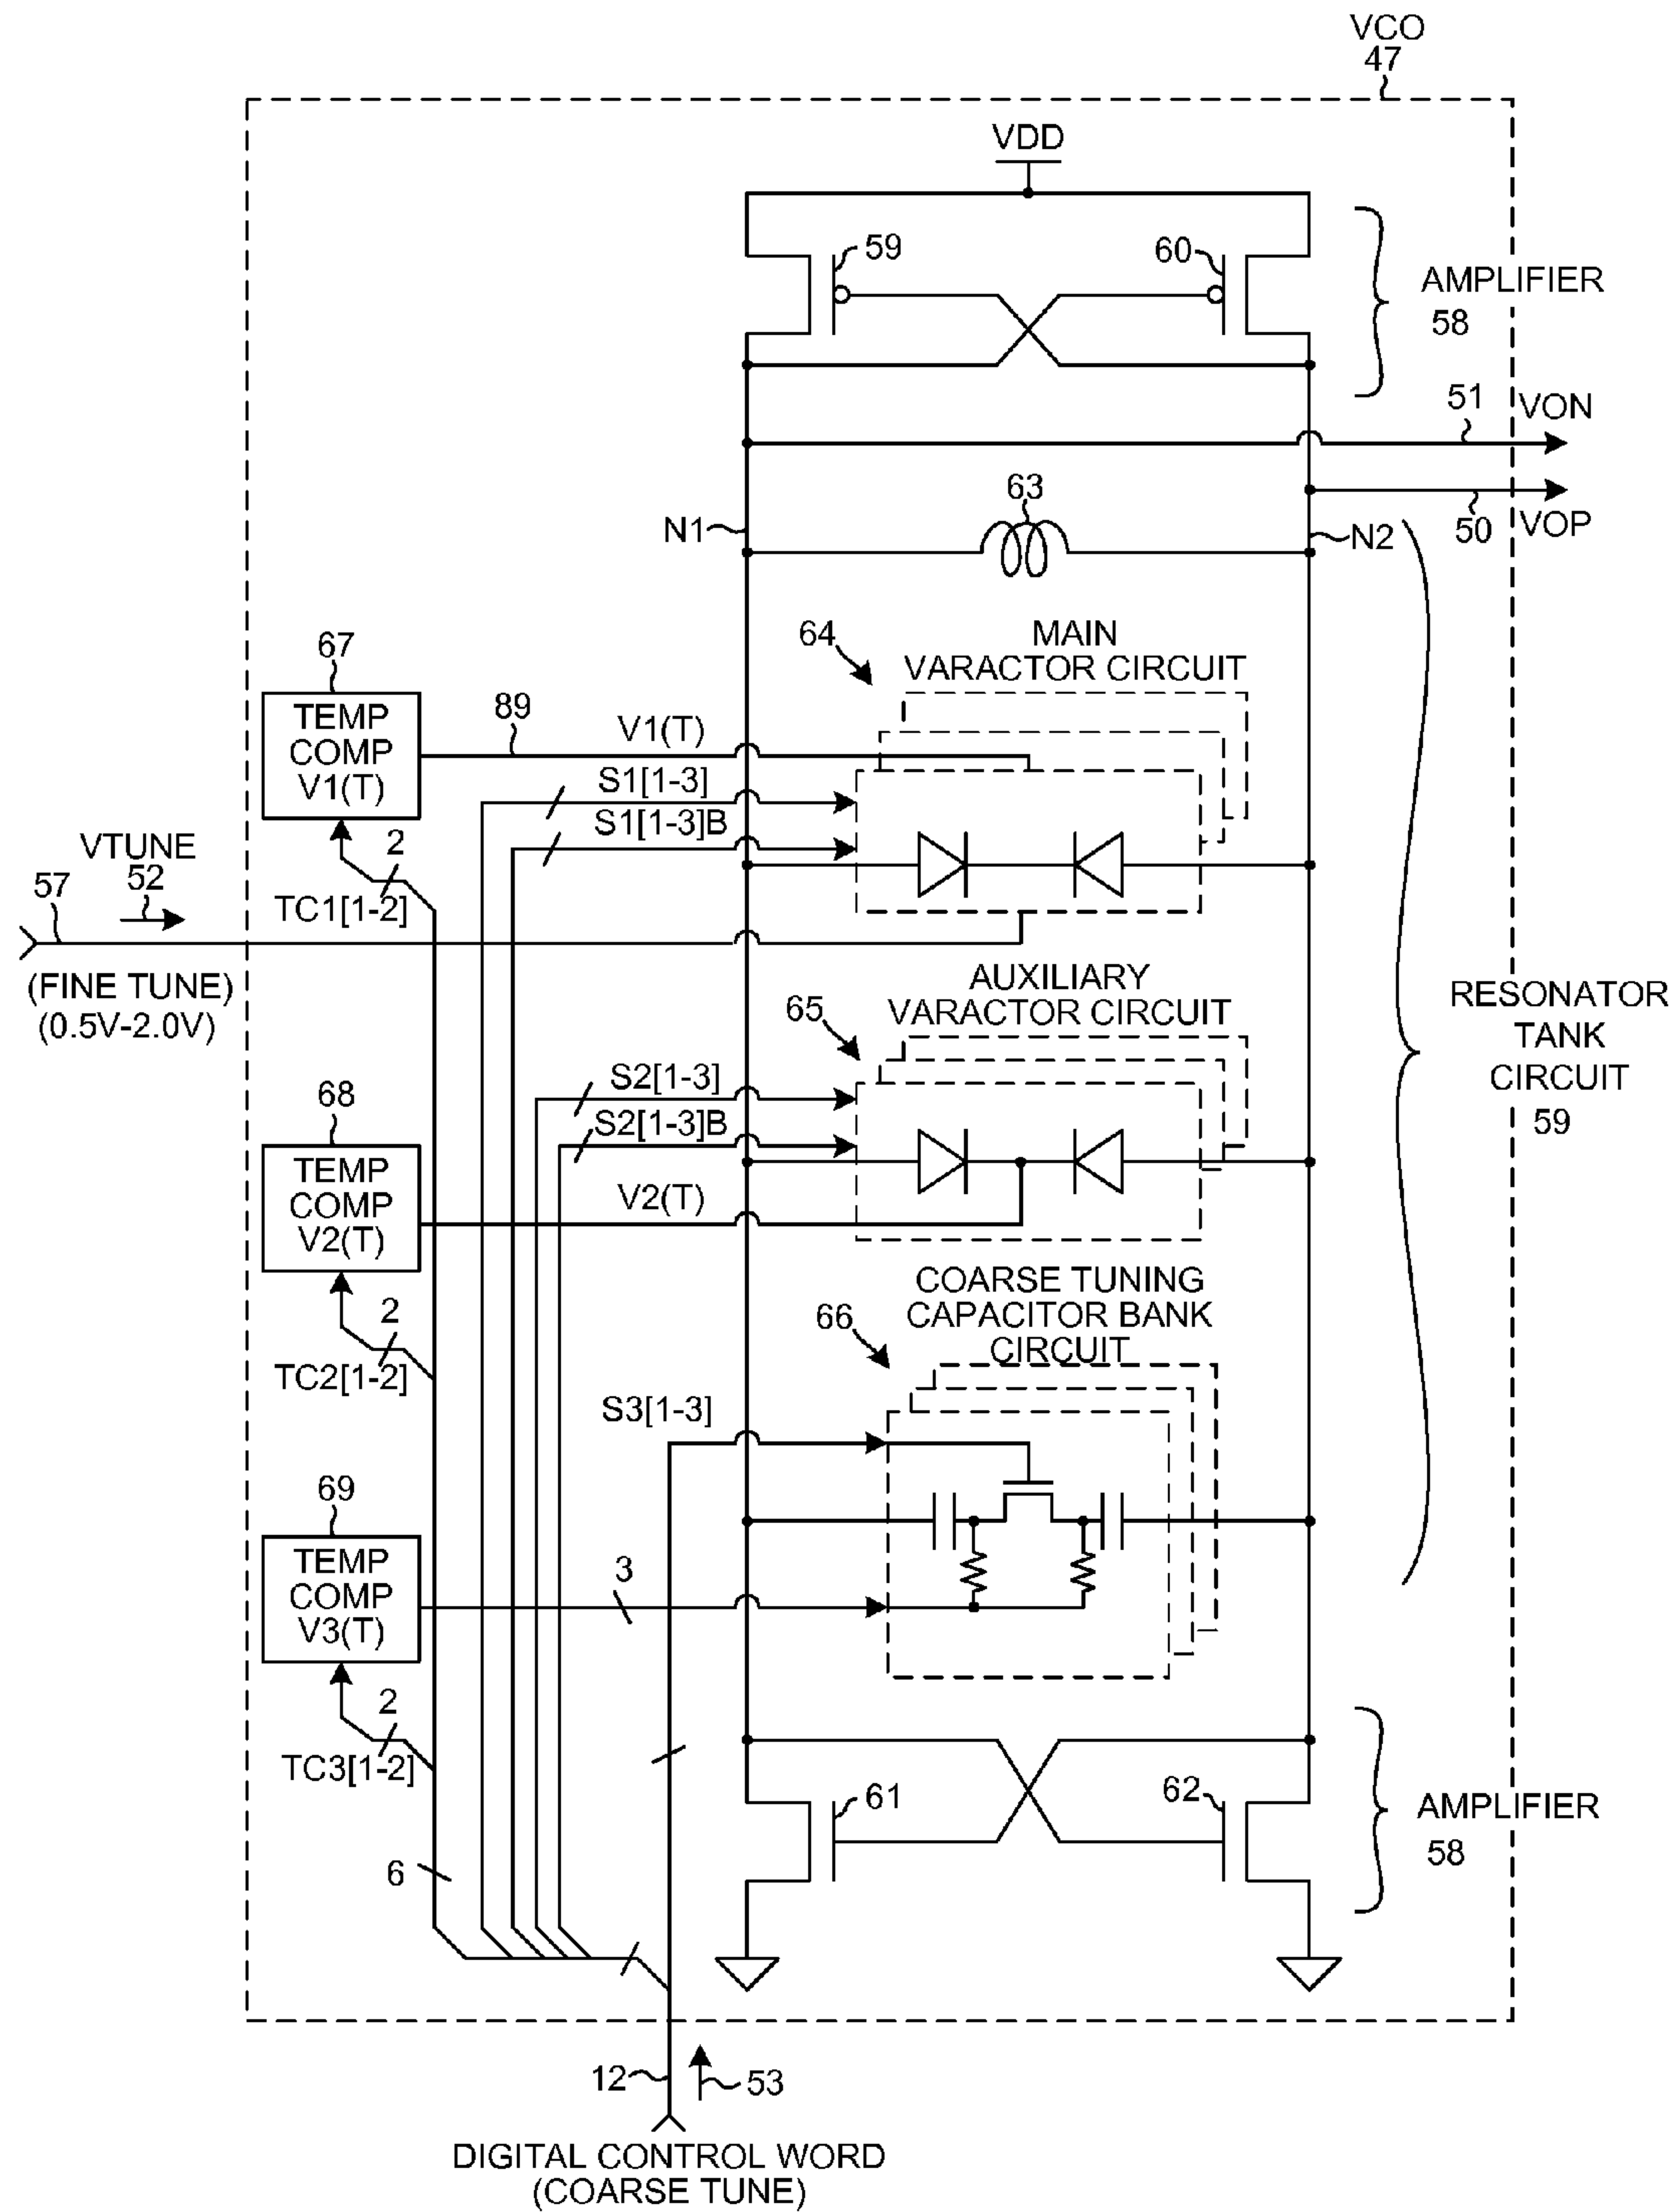 VCO
47
VDD
59
60
AMPLIFIER
58
51
VON
63
N1
N2
50
VOP
64
MAIN
VARACTOR CIRCUIT
67
TEMP
COMP
V1(T)
89
V1(T)
S1[1-3]
S1[1-3]B
2
TC1[1-2]
VTUNE
52
57
(FINE TUNE)
(0.5V-2.0V)
AUXILIARY
VARACTOR CIRCUIT
65
RESONATOR
TANK
CIRCUIT
59
S2[1-3]
S2[1-3]B
68
TEMP
COMP
V2(T)
V2(T)
2
TC2[1-2]
COARSE TUNING
CAPACITOR BANK
CIRCUIT
66
S3[1-3]
69
TEMP
COMP
V3(T)
3
2
TC3[1-2]
61
62
AMPLIFIER
58
6
12
53
DIGITAL CONTROL WORD
(COARSE TUNE)